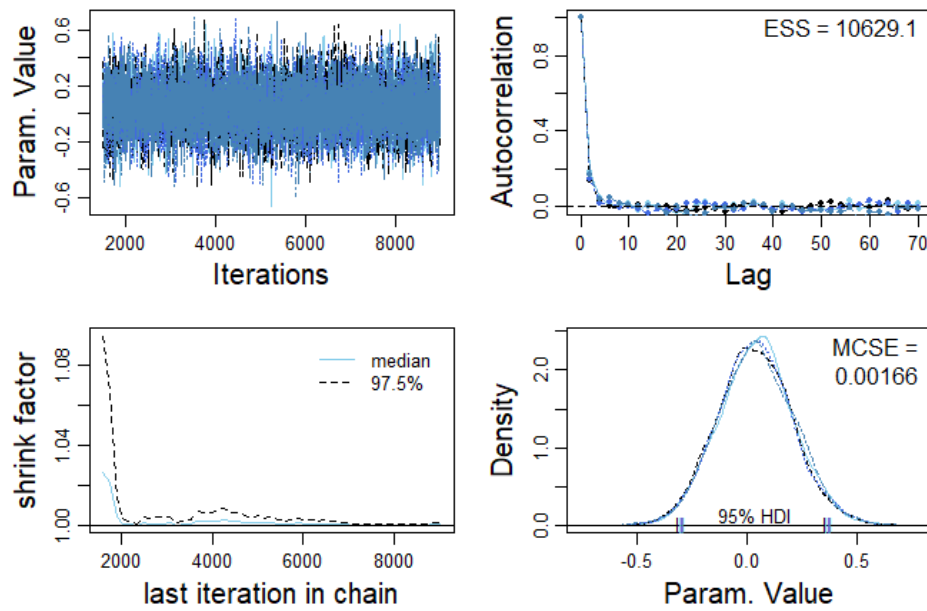 Param. Value
0.6
0.2
-0.2
-0.6
2000 4000 6000 8000
Iterations
Autocorrelation
0.8
0.4
0.0
ESS = 10629.1
0 10 20 30 40 50 60 70
Lag
shrink factor
1.08
1.04
1.00
median
97.5%
2000 4000 6000 8000
last iteration in chain
Density
2.0
1.0
0.0
MCSE =
0.00166
95% HDI
-0.5 0.0 0.5
Param. Value